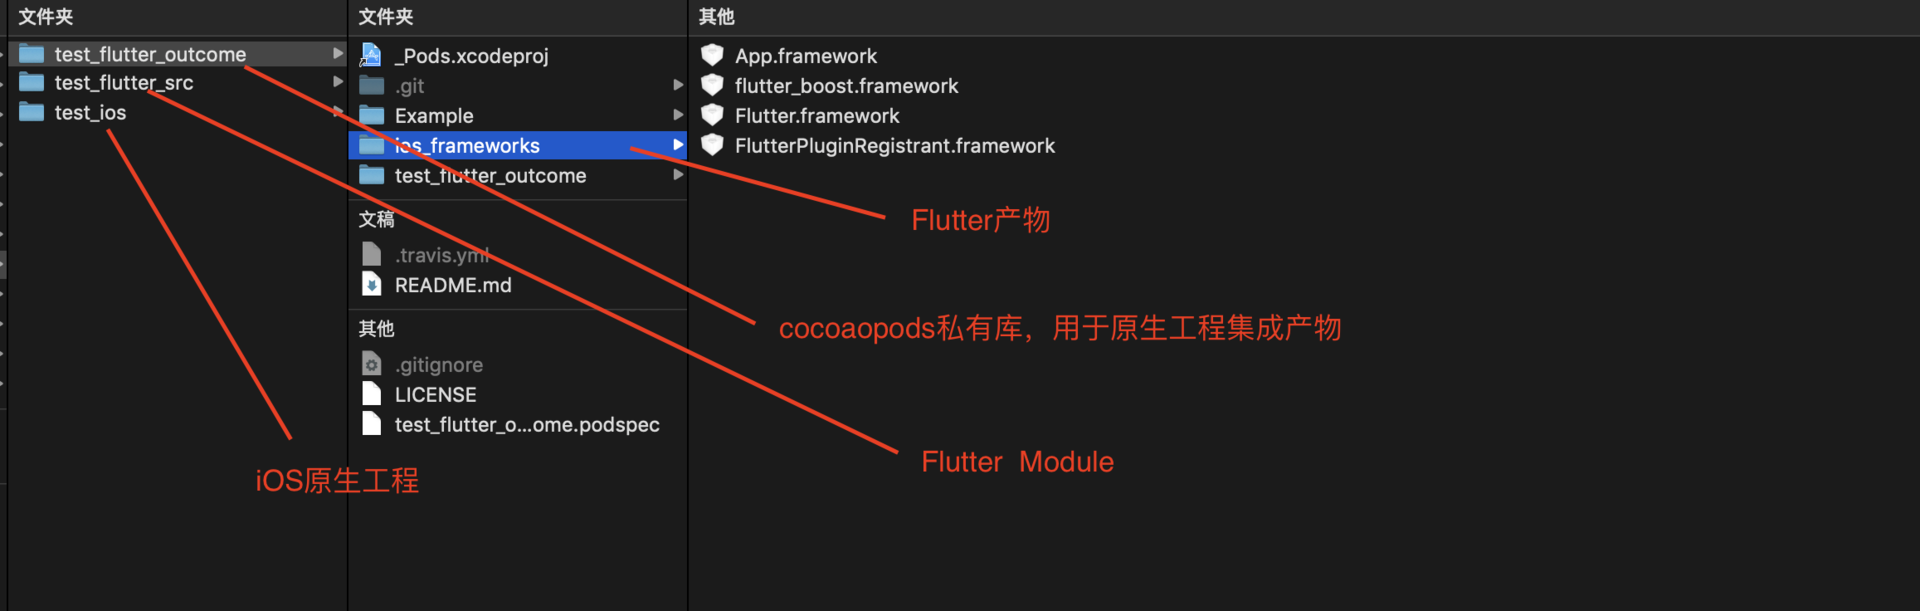 文件夹
test_flutter_outcome
test_flutter_src
test_ios
文件夹
_Pods.xcodeproj
.git
Example
ios_frameworks
test_flutter_outcome
文稿
.travis.yml
README.md
其他
.gitignore
LICENSE
test_flutter_o...ome.podspec
其他
App.framework
flutter_boost.framework
Flutter.framework
FlutterPluginRegistrant.framework
Flutter产物
cocoaopods私有库，用于原生工程集成产物
Flutter Module
iOS原生工程